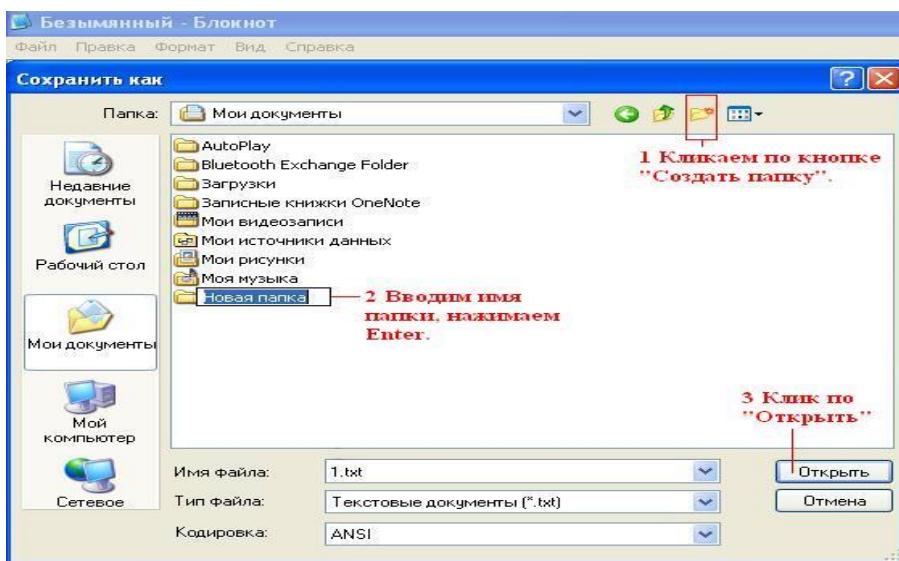 Безымянный - Блокнот
Файл Правка Формат Вид Справка
Сохранить как
Папка: Мои документы
AutoPlay
Bluetooth Exchange Folder
Загрузки
Записные книжки OneNote
Мои видеозаписи
Мои источники данных
Мои рисунки
Моя музыка
Новая папка
1 Кликаем по кнопке
"Создать папку".
2 Вводим имя
папки, нажимаем
Enter.
3 Клик по
"Открыть"
Недавние
документы
Рабочий стол
Мои документы
Мой
компьютер
Сетевое
Имя файла: 1.txt
Открыть
Тип файла: Текстовые документы (*.txt)
Отмена
Кодировка: ANSI